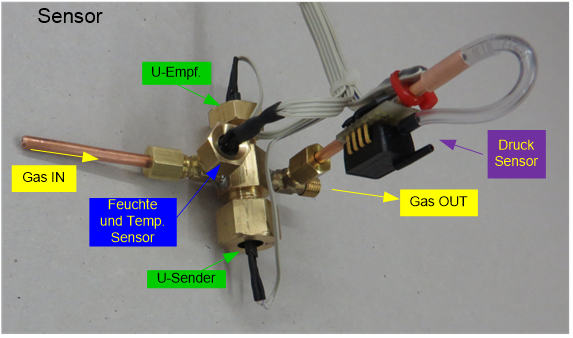 Sensor
U-Empf.
Gas IN
Feuchte
und Temp.
Sensor
Druck
Sensor
Gas OUT
U-Sender